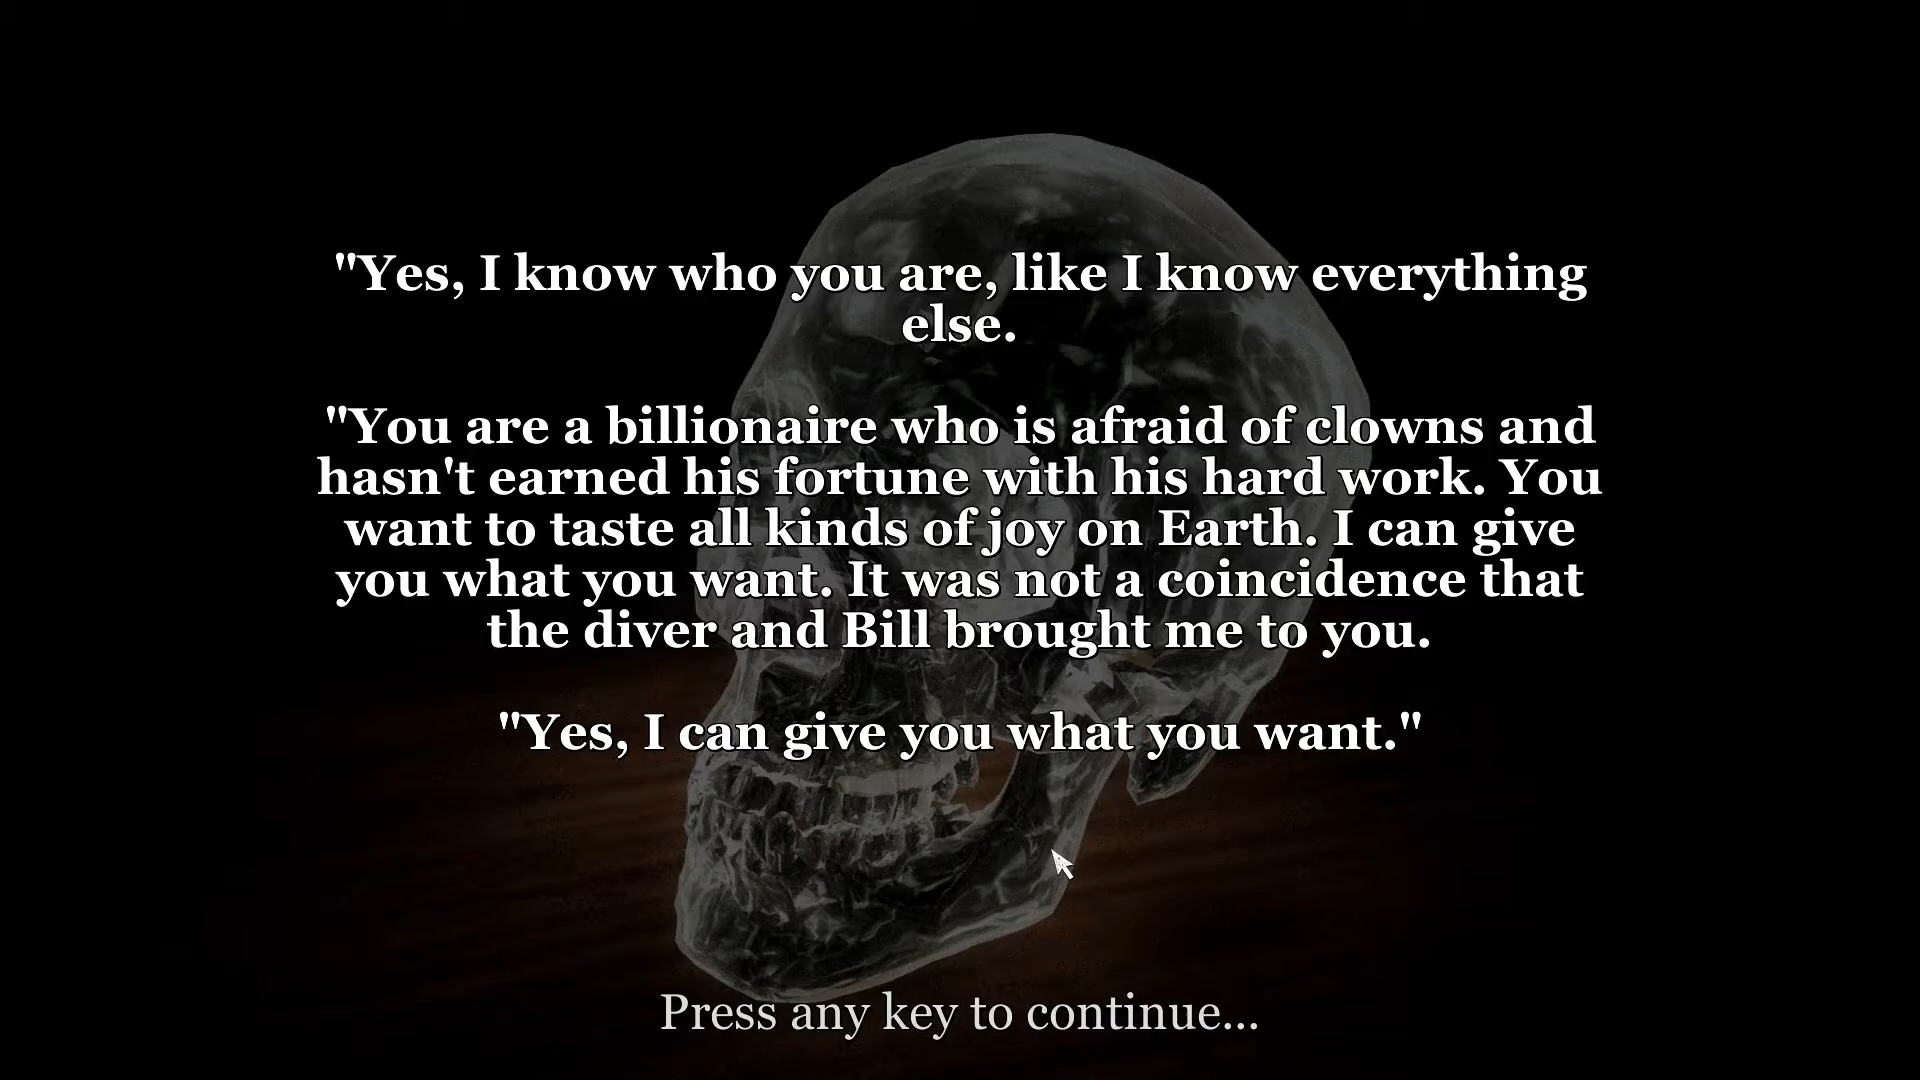 "Yes, I know who you are, like I know everything
else.
"You are a billionaire who is afraid of clowns and
hasn't earned his fortune with his hard work. You
want to taste all kinds of joy on Earth. I can give
you what you want. It was not a coincidence that
the diver and Bill brought me to you.
"Yes, I can give you what you want."
Press any key to continue...